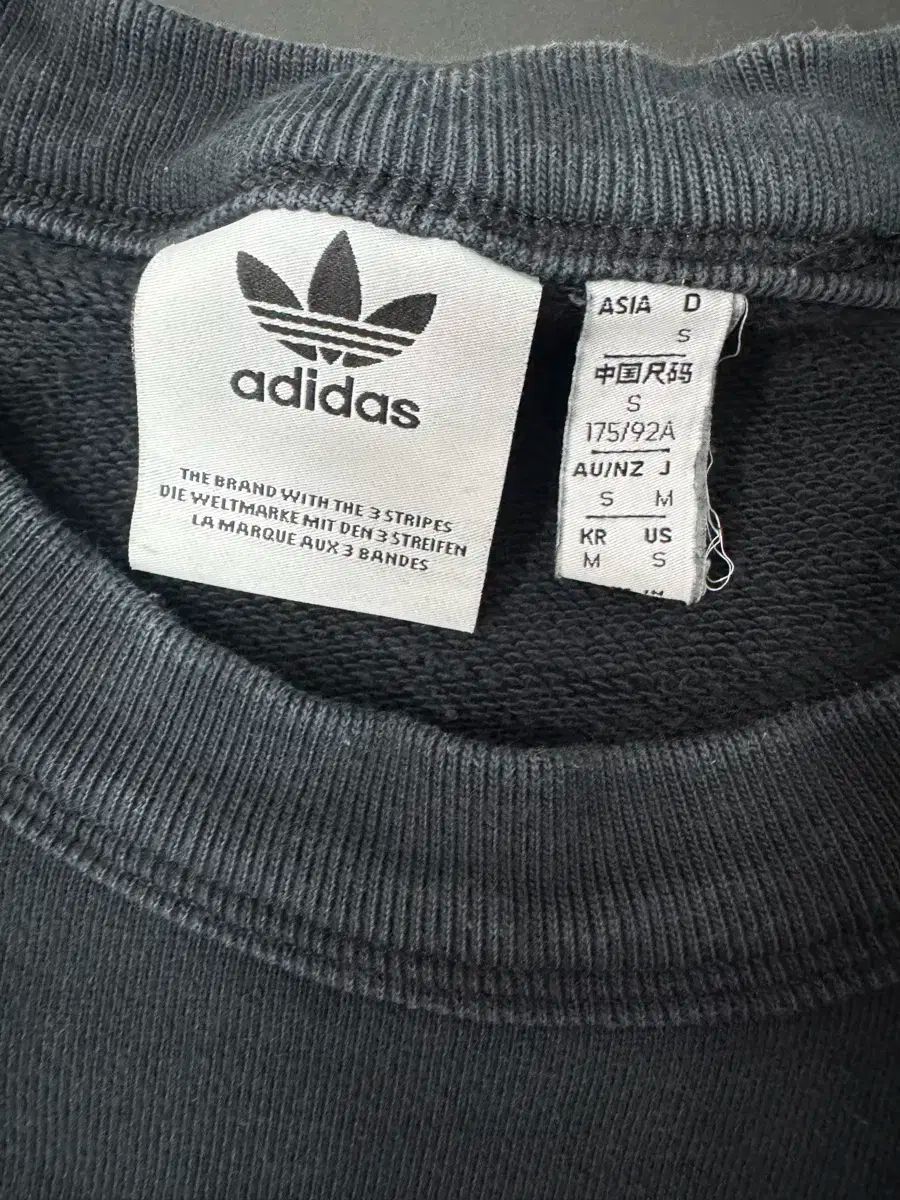 adidas
THE BRAND WITH THE 3 STRIPES
DIE WELTMARKE MIT DEN 3 STREIFEN
LA MARQUE AUX 3 BANDES
ASIA D
S
中国尺码
S
175/92A
AU/NZ J
S M
KR US
M S